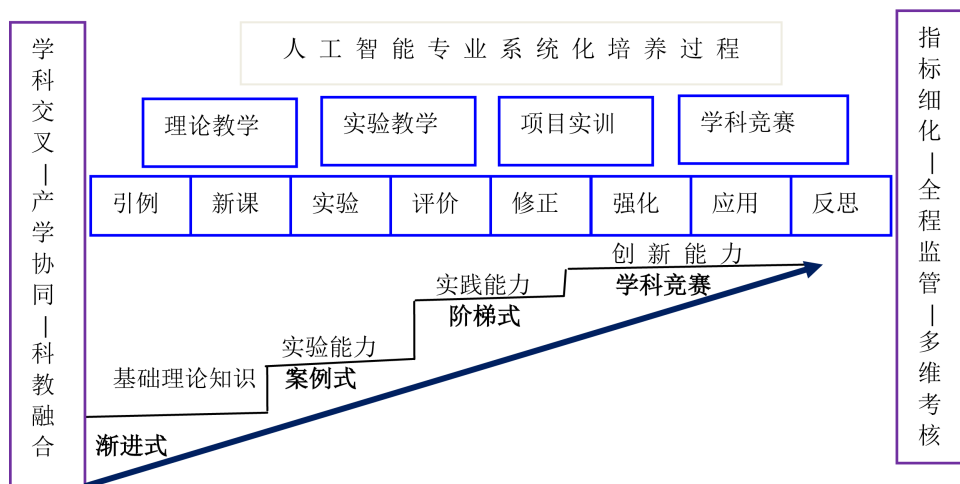 学科交叉—产学协同—科教融合
人工智能专业系统化培养过程
理论教学
实验教学
项目实训
学科竞赛
引例
新课
实验
评价
修正
强化
应用
反思
创新能力
学科竞赛
实践能力
阶梯式
实验能力
案例式
基础理论知识
渐进式
指标细化—全程监管—多维考核